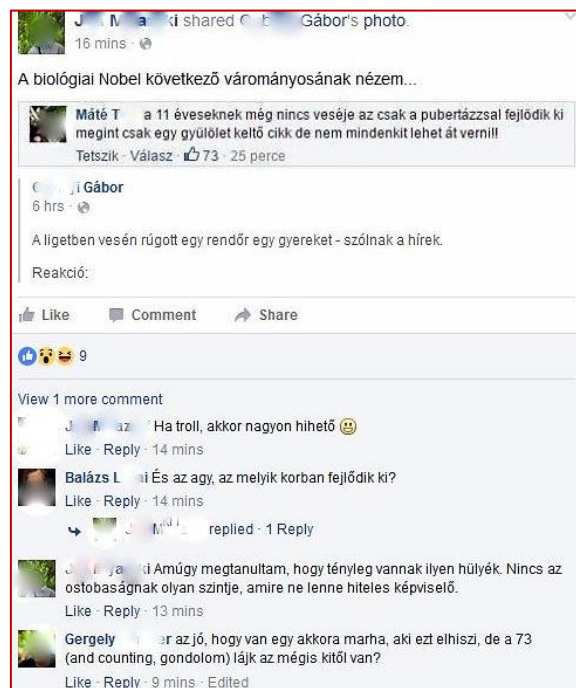 shared Gábor's photo.
16 mins ·
A biológiai Nobel következő várományosának nézem...
Máté T a 11 éveseknek még nincs veséje az csak a pubertázzsal fejlődik ki
megint csak egy gyülölet keltő cikk de nem mindenkit lehet át verni!!
Tetszik · Válasz · 73 · 25 perce
Gábor
6 hrs ·
A ligetben vesén rúgott egy rendőr egy gyereket - szólnak a hírek.
Reakció:
Like Comment Share
9
View 1 more comment
Ha troll, akkor nagyon hihető
Like · Reply · 14 mins
Balázs L És az agy, az melyik korban fejlődik ki?
Like · Reply · 14 mins
replied · 1 Reply
Amúgy megtanultam, hogy tényleg vannak ilyen hülyék. Nincs az
ostobaságnak olyan szintje, amire ne lenne hiteles képviselő.
Like · Reply · 13 mins
Gergely az jó, hogy van egy akkora marha, aki ezt elhiszi, de a 73
(and counting, gondolom) lájk az mégis kitől van?
Like · Reply · 9 mins · Edited